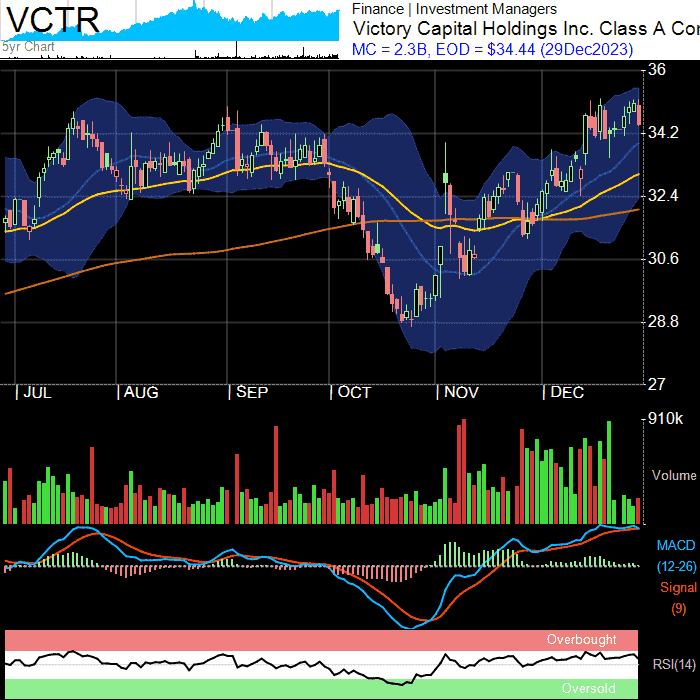 VCTR
5yr Chart
Finance | Investment Managers
Victory Capital Holdings Inc. Class A Cor
MC = 2.3B, EOD = $34.44 (29Dec2023)
36
34.2
32.4
30.6
28.8
27
| JUL | AUG | SEP | OCT | NOV | DEC
910k
Volume
MACD
(12-26)
Signal
(9)
Overbought
RSI(14)
Oversold